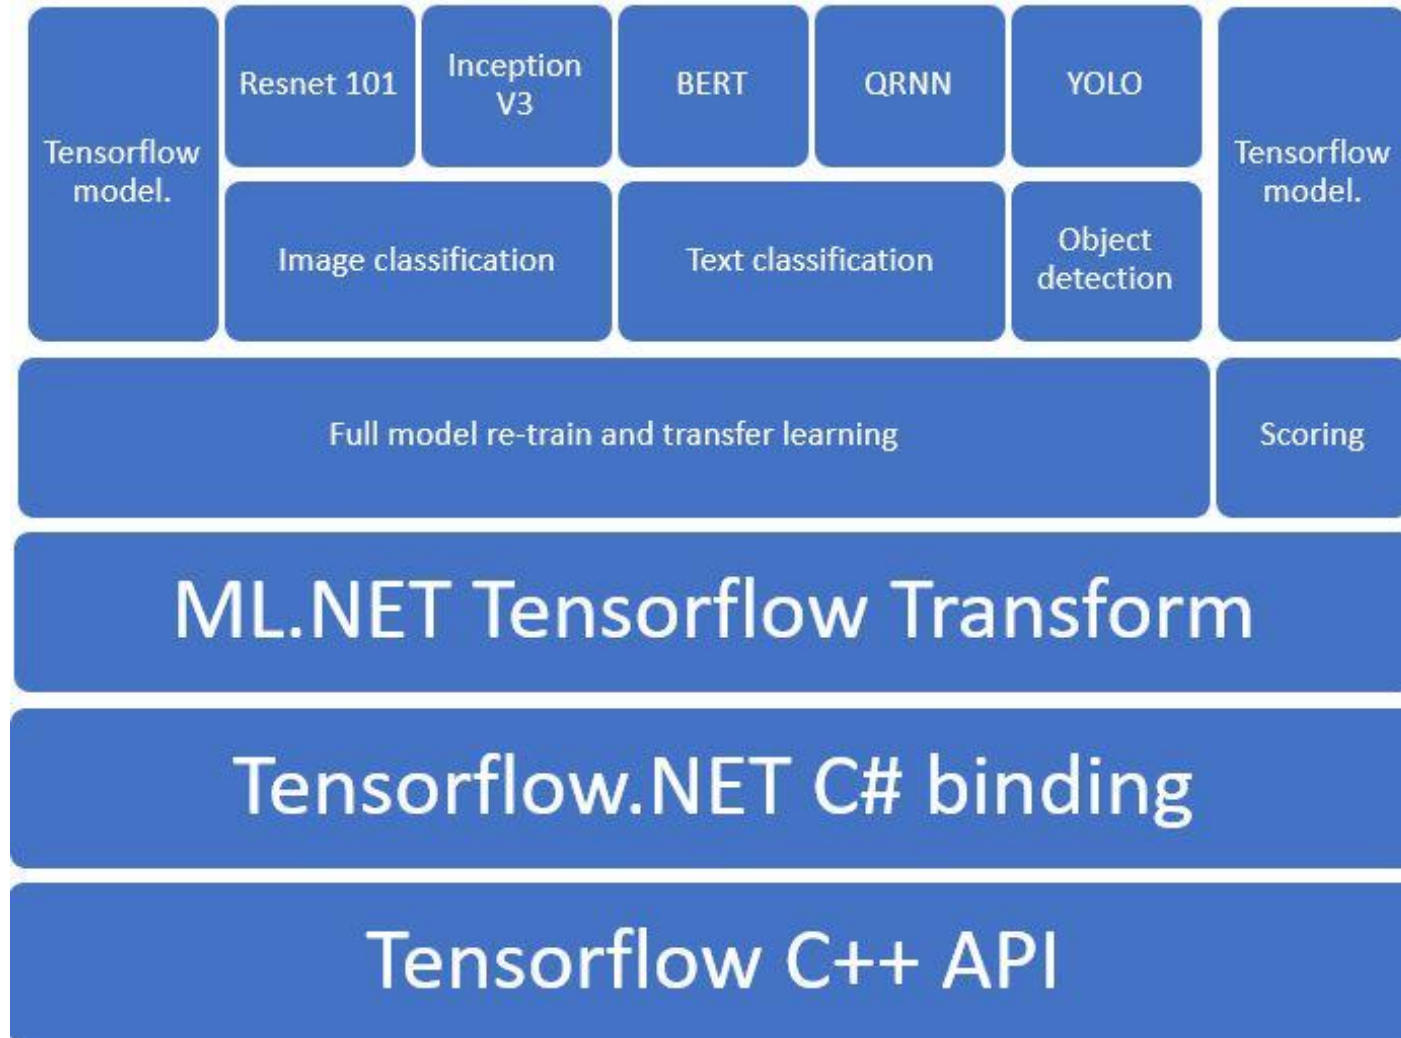 Tensorflow
model.
Resnet 101
Inception
V3
BERT
QRNN
YOLO
Tensorflow
model.
Image classification
Text classification
Object
detection
Full model re-train and transfer learning
Scoring
ML.NET Tensorflow Transform
Tensorflow.NET C# binding
Tensorflow C++ API